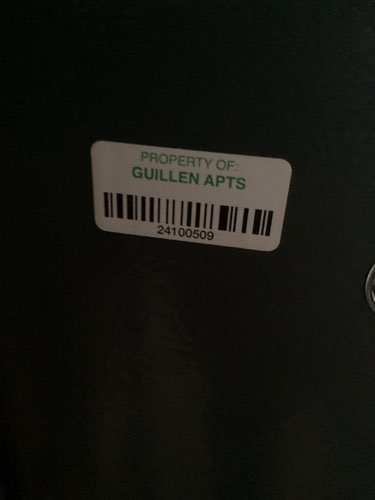 PROPERTY OF:
GUILLEN APTS
24100509